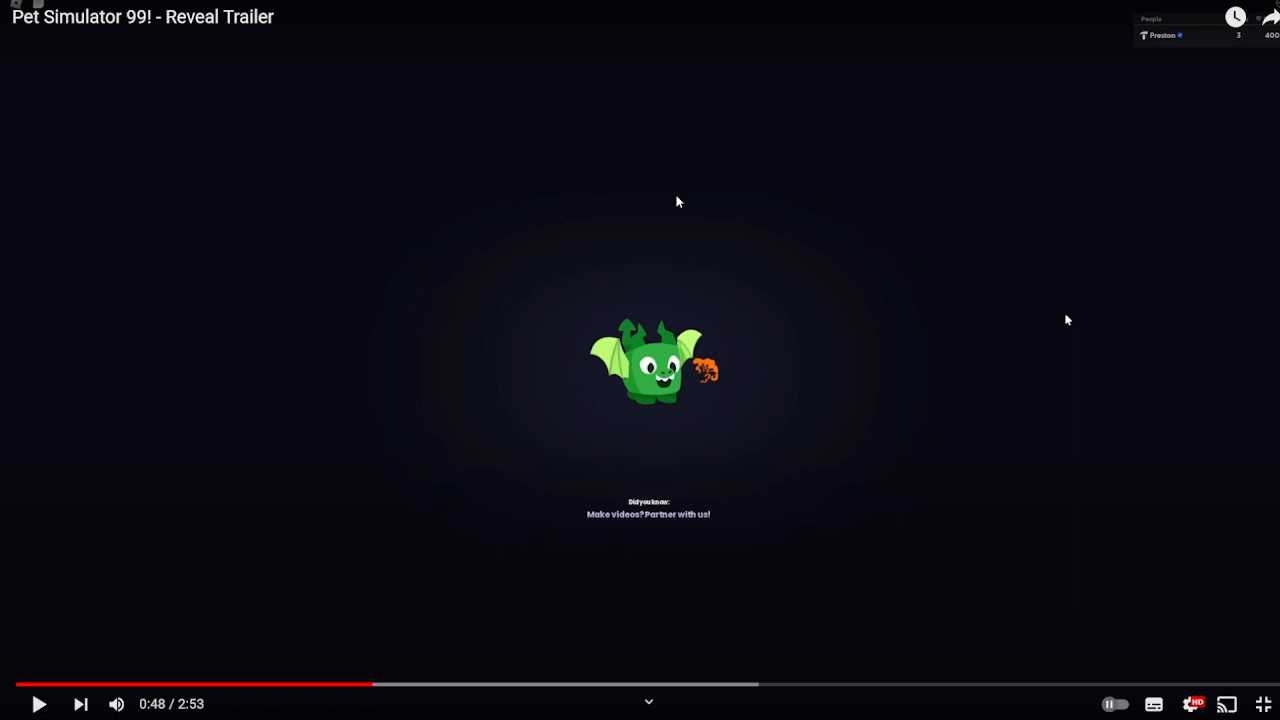 Pet Simulator 99! - Reveal Trailer
People
Preston
3
400
Did you know:
Make videos? Partner with us!
0:48 / 2:53
HD